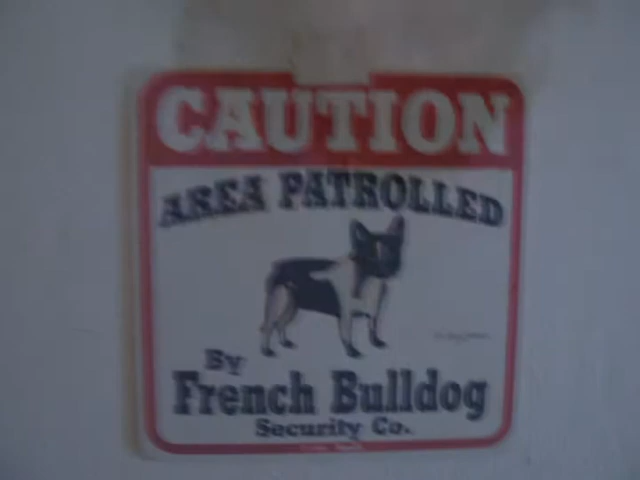 CAUTION
AREA PATROLLED
By
French Bulldog
Security Co.